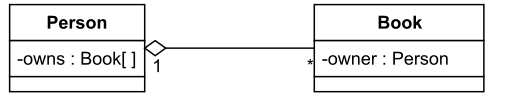 Person
-owns : Book[ ]
1
*
Book
-owner : Person